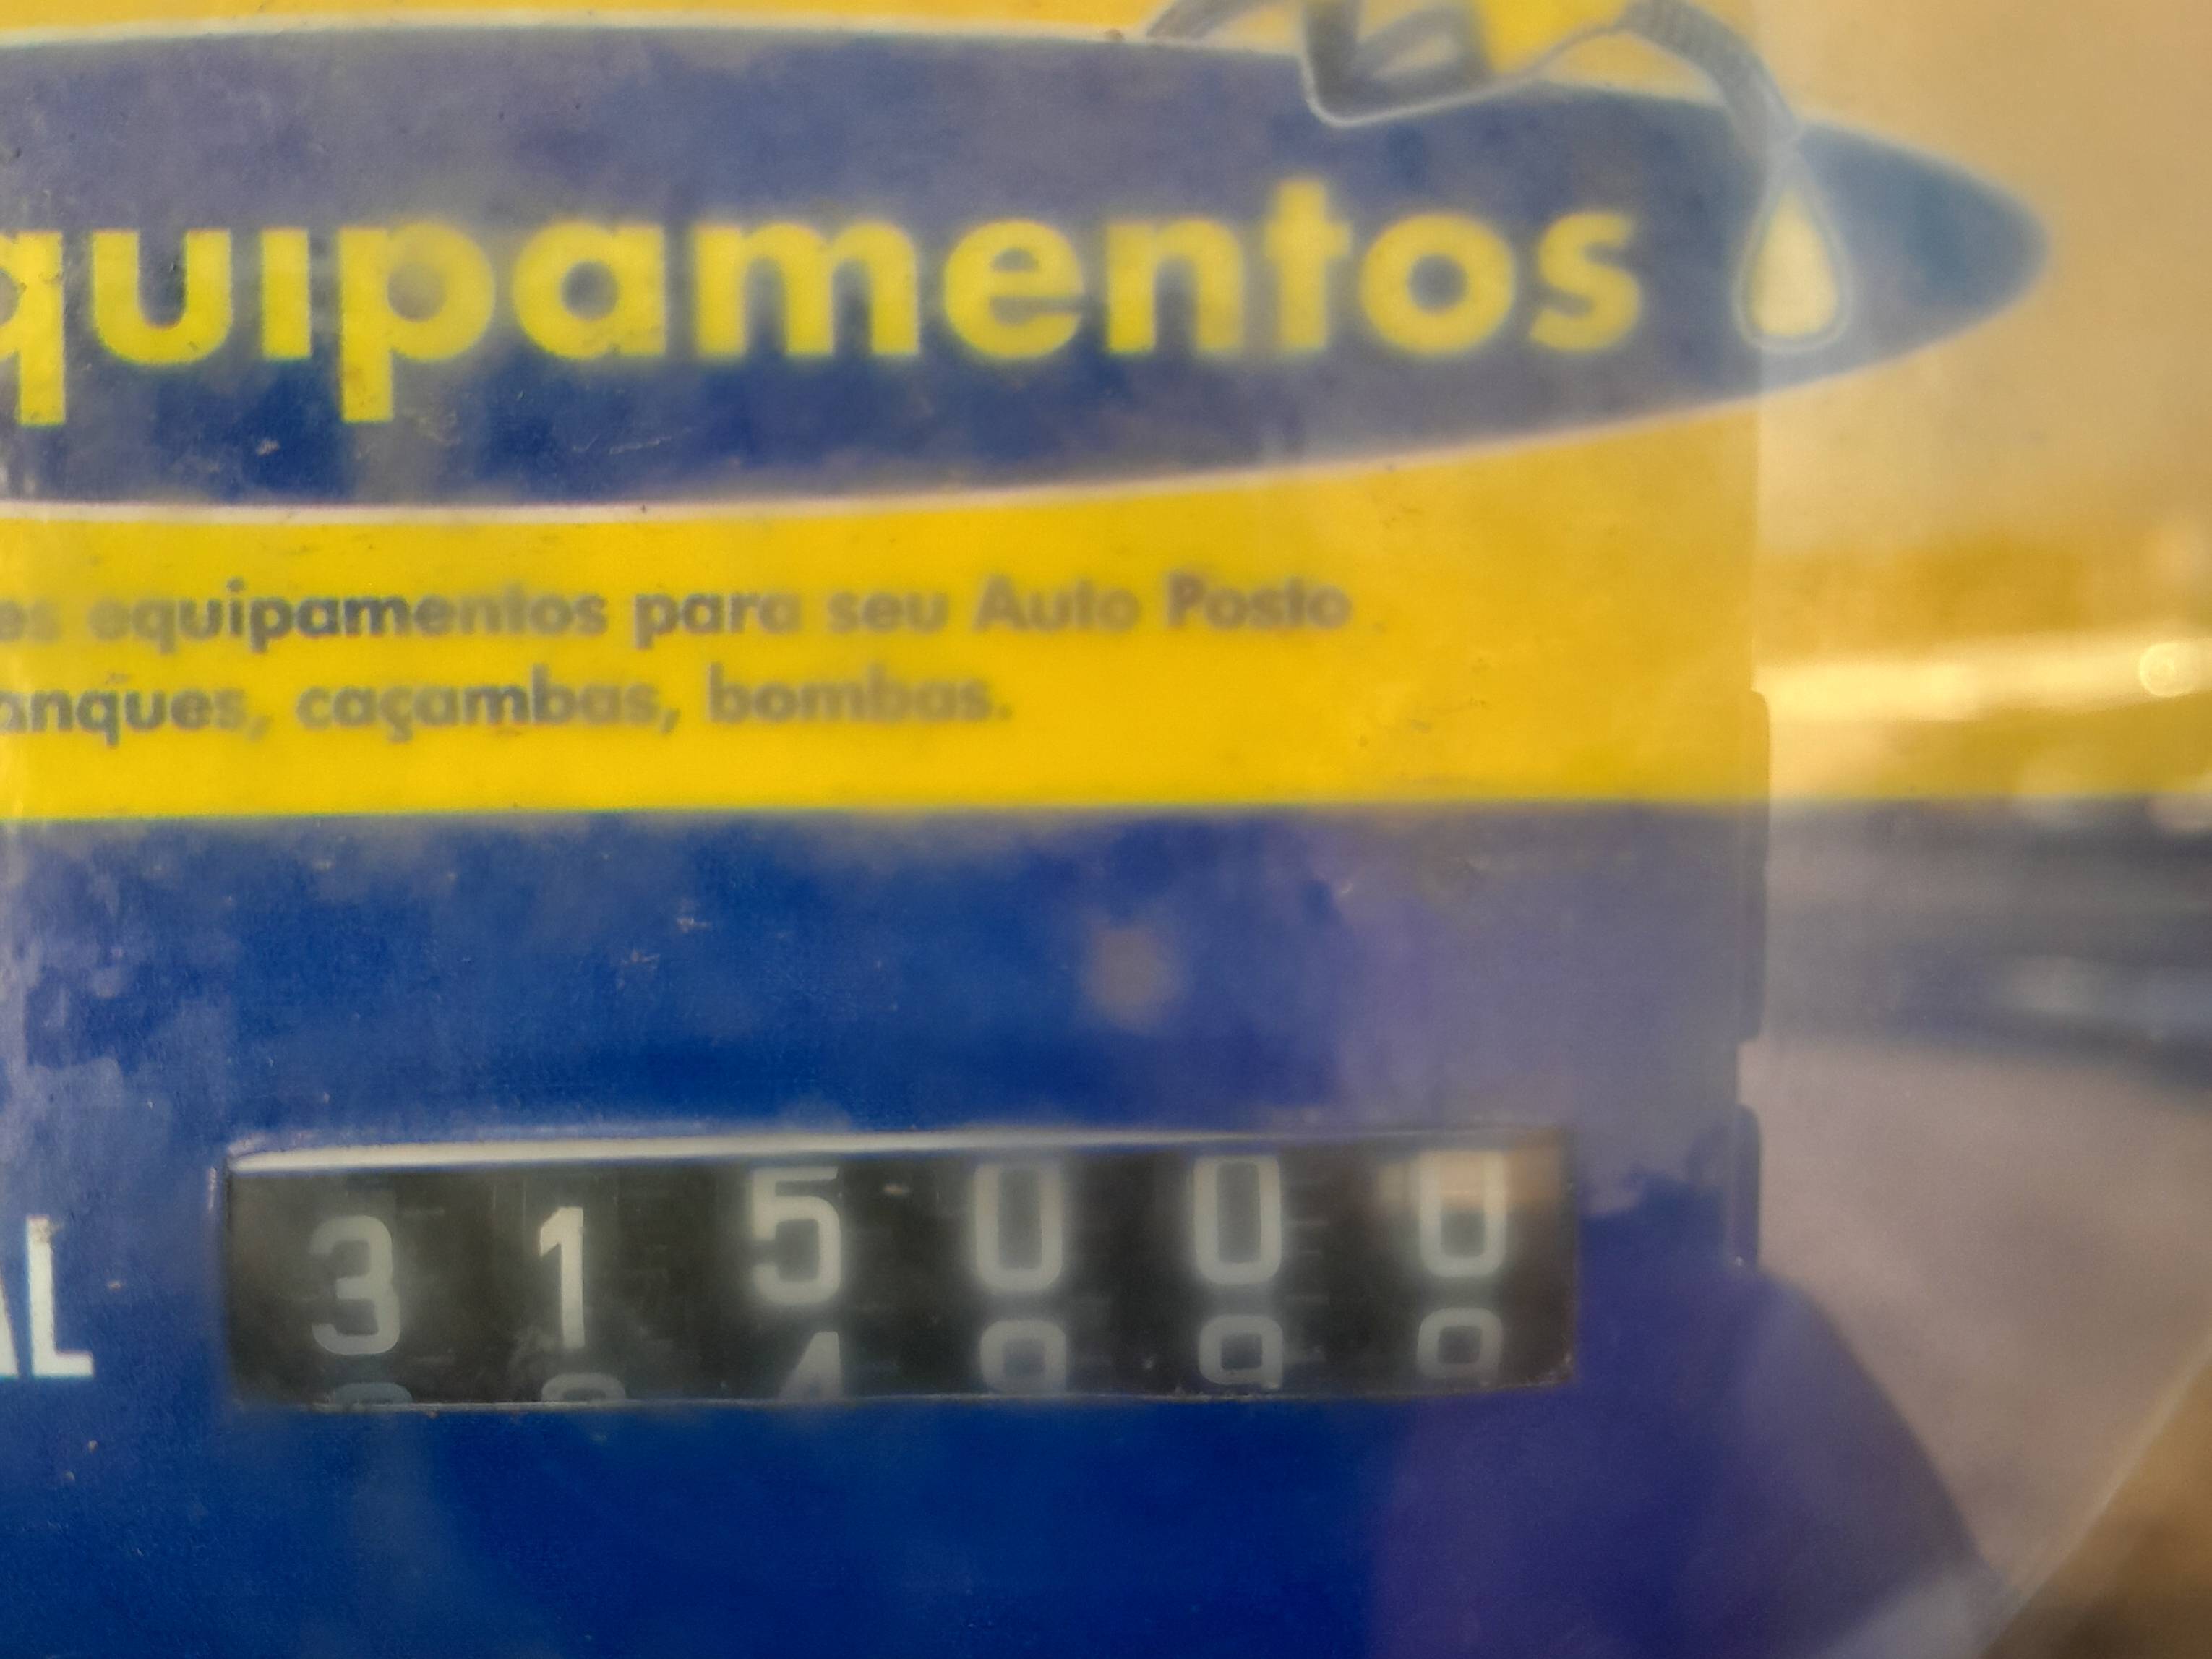 quipamentos
es equipamentos para seu Auto Posto
anques, caçambas, bombas.
AL 315000